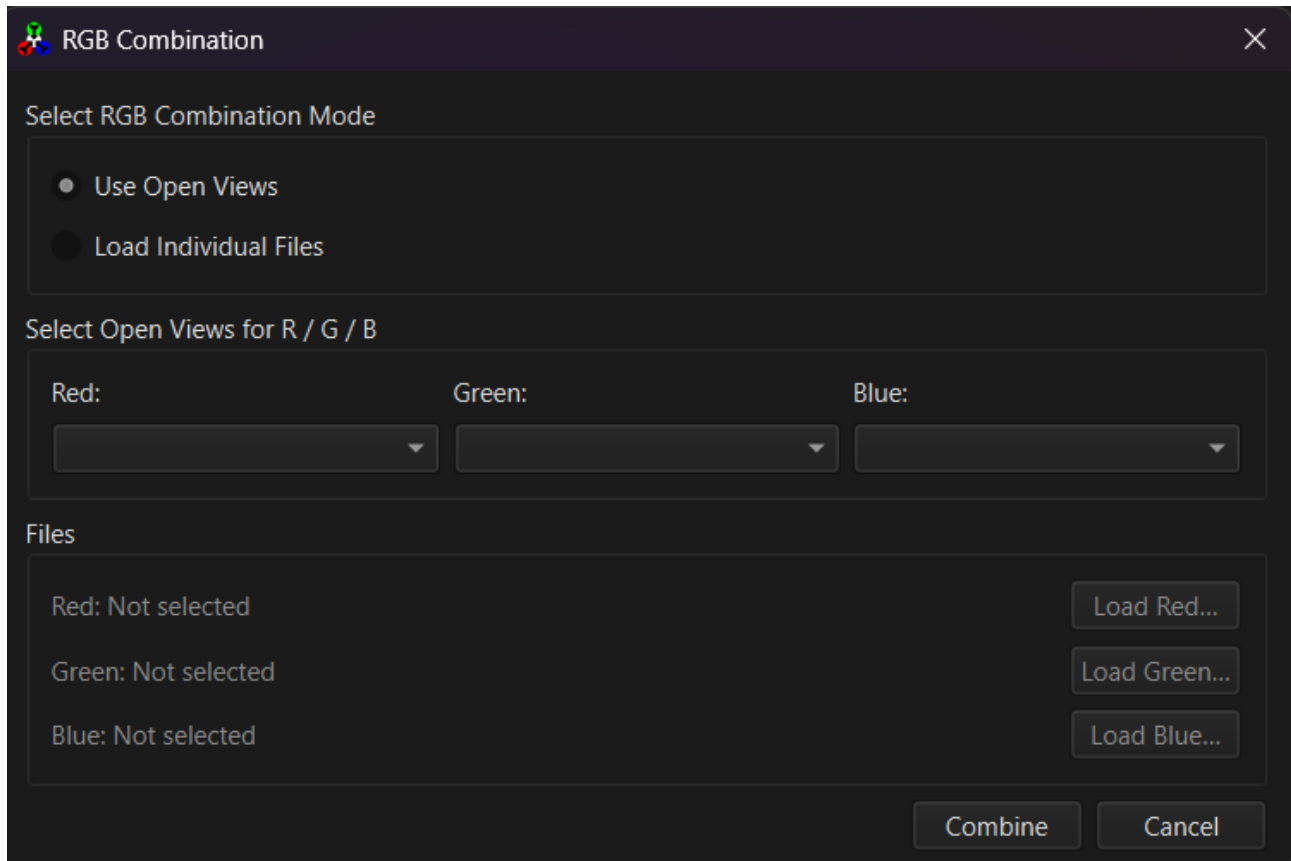 RGB Combination
Select RGB Combination Mode
Use Open Views
Load Individual Files
Select Open Views for R / G / B
Red: Green: Blue:
Files
Red: Not selected Load Red...
Green: Not selected Load Green...
Blue: Not selected Load Blue...
Combine Cancel